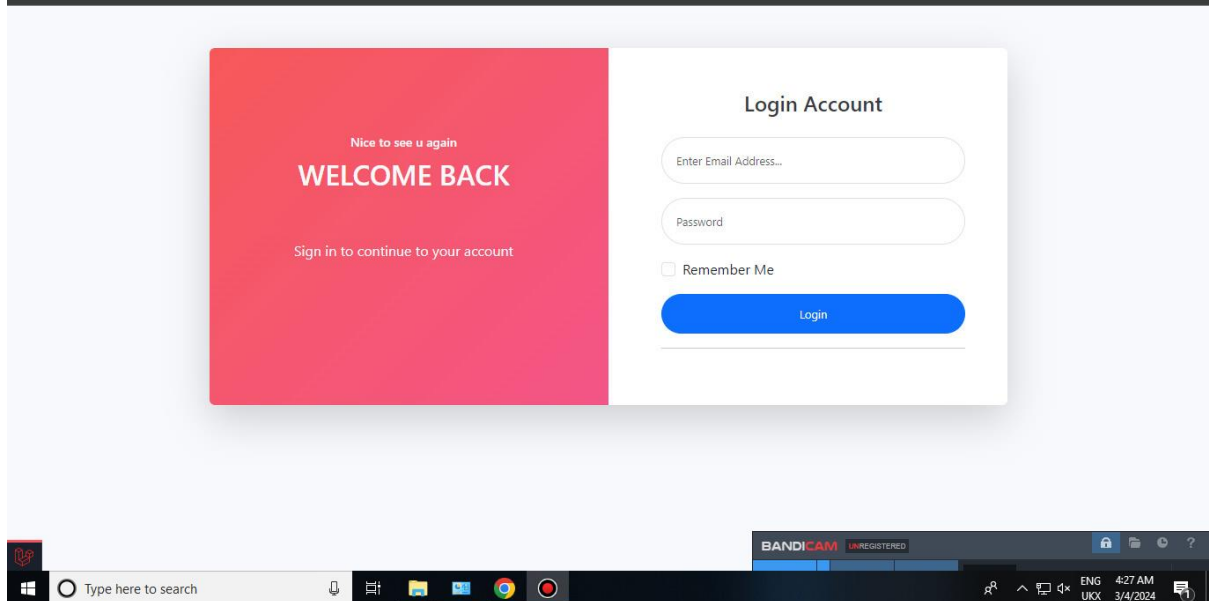 Nice to see u again
WELCOME BACK
Sign in to continue to your account
Login Account
Enter Email Address...
Password
Remember Me
Login
BANDICAM UNREGISTERED
?
Type here to search
ENG
UKX
4:27 AM
3/4/2024
1